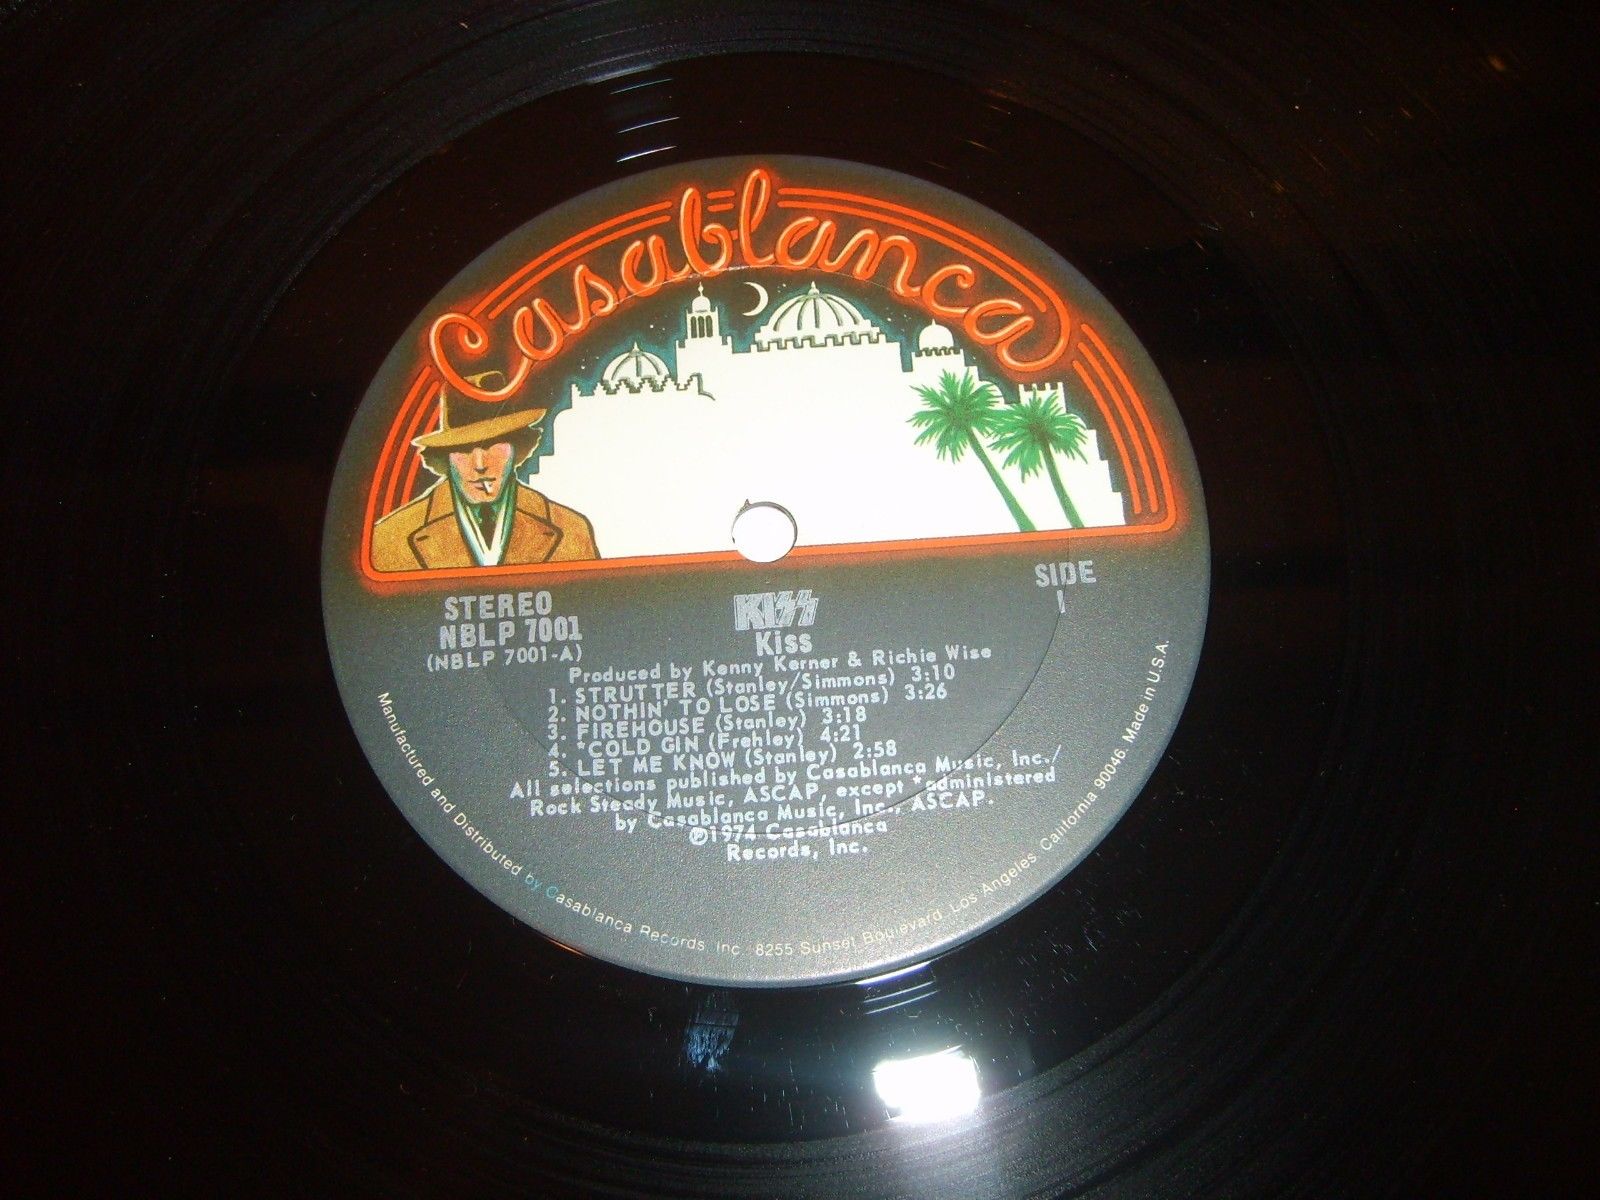 Casablanca
STEREO
NBLP 7001
(NBLP 7001-A)
SIDE
1
KISS
Kiss
Produced by Kenny Kerner & Richie Wise
1. STRUTTER (Stanley/Simmons) 3:10
2. NOTHIN' TO LOSE (Simmons) 3:26
3. FIREHOUSE (Stanley) 3:18
4. *COLD GIN (Frehley) 4:21
5. LET ME KNOW (Stanley) 2:58
All selections published by Casablanca Music, Inc./
Rock Steady Music, ASCAP, except *administered
by Casablanca Music, Inc., ASCAP.
℗1974 Casablanca
Records, Inc.
Manufactured and Distributed by Casablanca Records, Inc. 8255 Sunset Boulevard, Los Angeles, California 90046. Made in U.S.A.